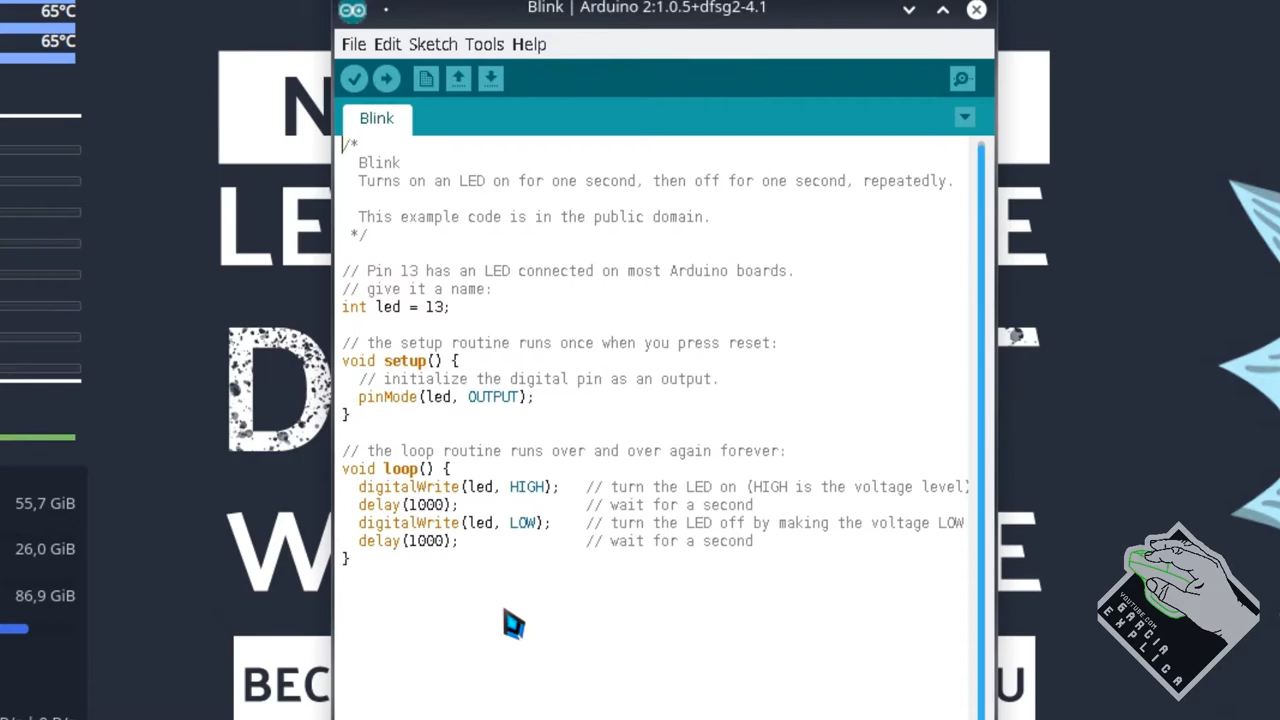 65°C
65°C
55,7 GiB
26,0 GiB
86,9 GiB
N
LE E
D T
W E
BEC U
Blink | Arduino 2:1.0.5+dfsg2-4.1
File Edit Sketch Tools Help
Blink
/*
Blink
Turns on an LED on for one second, then off for one second, repeatedly.
This example code is in the public domain.
*/
// Pin 13 has an LED connected on most Arduino boards.
// give it a name:
int led = 13;
// the setup routine runs once when you press reset:
void setup() {
// initialize the digital pin as an output.
pinMode(led, OUTPUT);
}
// the loop routine runs over and over again forever:
void loop() {
digitalWrite(led, HIGH); // turn the LED on (HIGH is the voltage level)
delay(1000); // wait for a second
digitalWrite(led, LOW); // turn the LED off by making the voltage LOW
delay(1000); // wait for a second
}
YOUTUBE.COM
GARCIA
EXPLICA